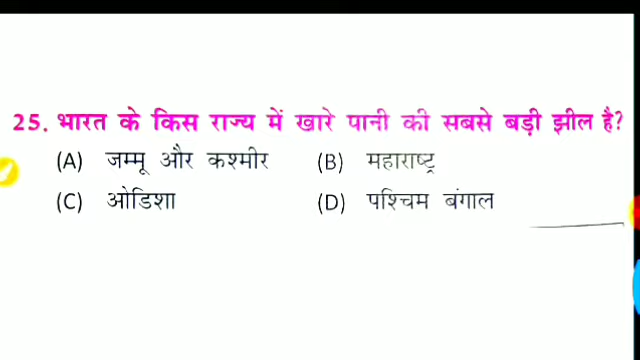 25. भारत के किस राज्य में खारे पानी की सबसे बड़ी झील है?
(A) जम्मू और कश्मीर (B) महाराष्ट्र
(C) ओडिशा (D) पश्चिम बंगाल